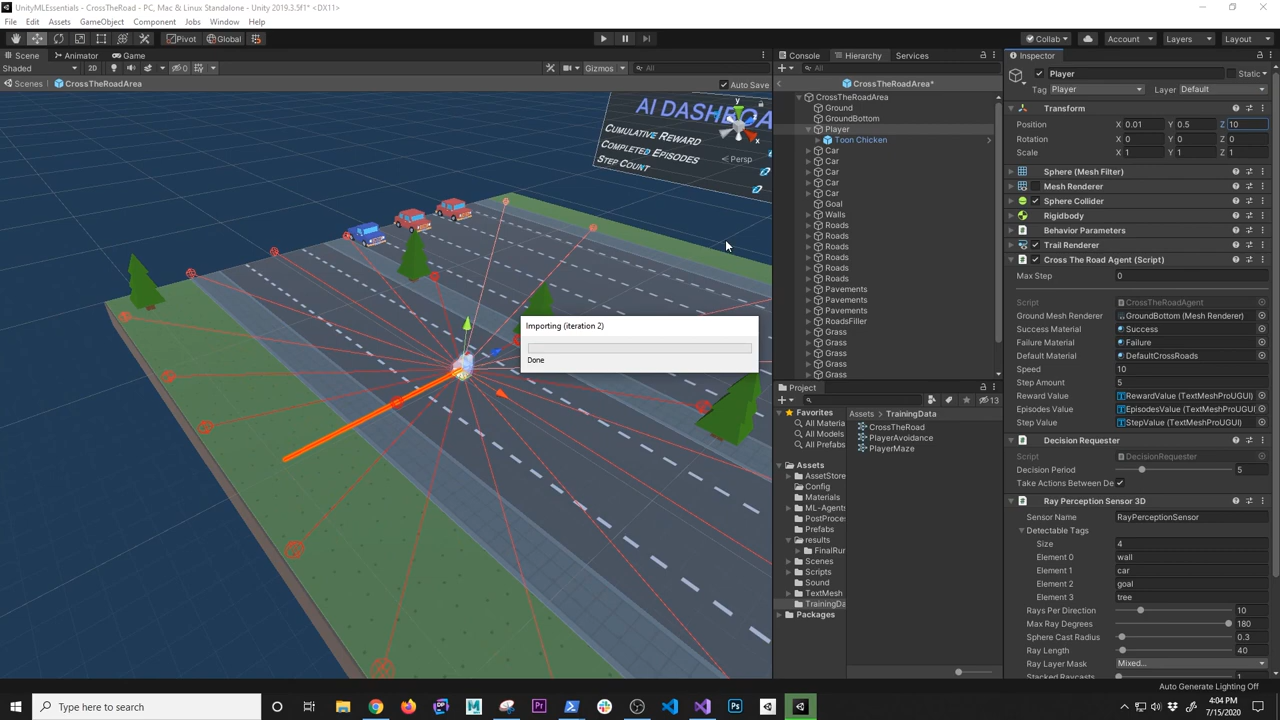 UnityMLEssentials - CrossTheRoad - PC, Mac & Linux Standalone - Unity 2019.3.5f1* <DX11>
File Edit Assets GameObject Component Jobs Window Help
Pivot Global Collab Account Layers Layout
Scene Animator Game
Shaded 2D 0 Gizmos All
Scenes CrossTheRoadArea Auto Save
AI DASHBOA
CUMULATIVE REWARD
COMPLETED EPISODES
STEP COUNT
y
x
Persp
Importing (iteration 2)
Done
Console Hierarchy Services
All
CrossTheRoadArea*
CrossTheRoadArea
Ground
GroundBottom
Player
Toon Chicken
Car
Car
Car
Car
Car
Goal
Walls
Roads
Roads
Roads
Roads
Roads
Roads
Pavements
Pavements
Pavements
RoadsFiller
Grass
Grass
Grass
Grass
Grass
Project
13
Favorites
All Materia
All Models
All Prefabs
Assets
AssetStore
Config
Materials
ML-Agents
PostProces
Prefabs
results
FinalRun
Scenes
Scripts
Sound
TextMesh
TrainingDa
Packages
Assets TrainingData
CrossTheRoad
PlayerAvoidance
PlayerMaze
Inspector
Player Static
Tag Player Layer Default
Transform
Position X 0.01 Y 0.5 Z 10
Rotation X 0 Y 0 Z 0
Scale X 1 Y 1 Z 1
Sphere (Mesh Filter)
Mesh Renderer
Sphere Collider
Rigidbody
Behavior Parameters
Trail Renderer
Cross The Road Agent (Script)
Max Step 0
Script CrossTheRoadAgent
Ground Mesh Renderer GroundBottom (Mesh Renderer)
Success Material Success
Failure Material Failure
Default Material DefaultCrossRoads
Speed 10
Step Amount 5
Reward Value RewardValue (TextMeshProUGUI)
Episodes Value EpisodesValue (TextMeshProUGUI
Step Value StepValue (TextMeshProUGUI)
Decision Requester
Script DecisionRequester
Decision Period 5
Take Actions Between De
Ray Perception Sensor 3D
Sensor Name RayPerceptionSensor
Detectable Tags
Size 4
Element 0 wall
Element 1 car
Element 2 goal
Element 3 tree
Rays Per Direction 10
Max Ray Degrees 180
Sphere Cast Radius 0.3
Ray Length 40
Ray Layer Mask Mixed...
Stacked Raycasts 1
Auto Generate Lighting Off
Type here to search
4:04 PM
7/15/2020